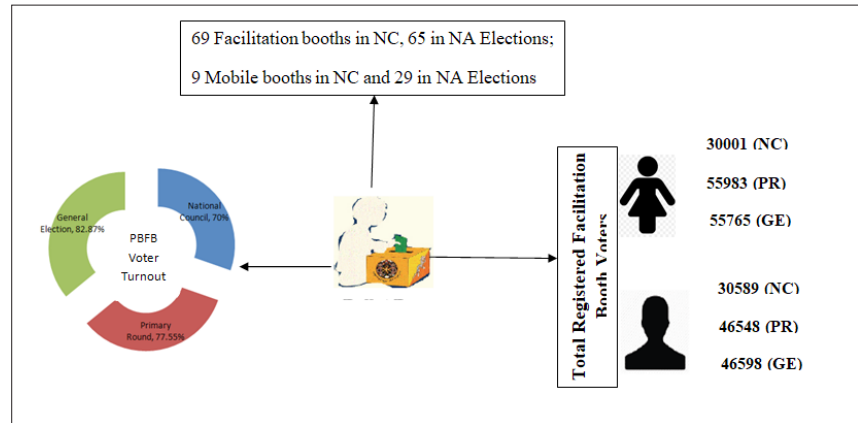 69 Facilitation booths in NC, 65 in NA Elections;
9 Mobile booths in NC and 29 in NA Elections
General
Election, 82.87%
National
Council, 70%
PBFB
Voter
Turnout
Primary
Round, 77.55%
Total Registered Facilitation
Booth Voters
30001 (NC)
55983 (PR)
55765 (GE)
30589 (NC)
46548 (PR)
46598 (GE)